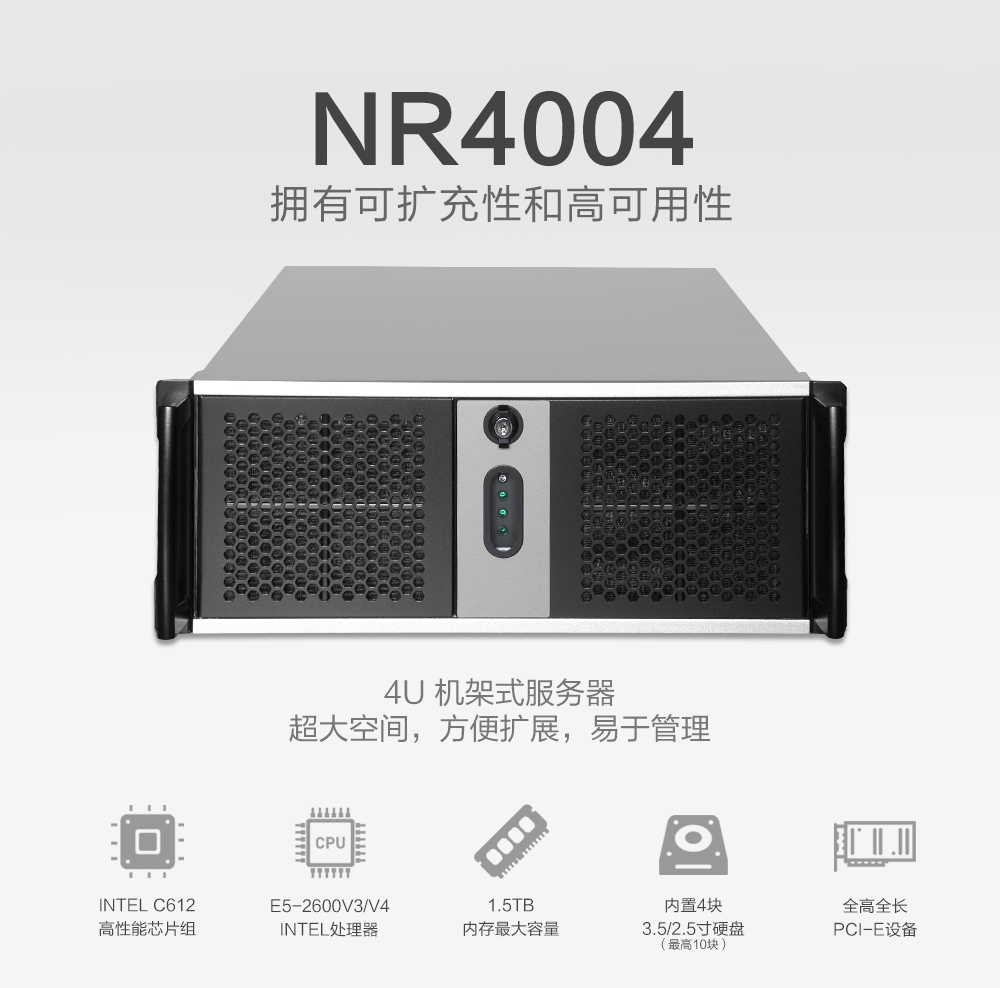 NR4004
拥有可扩充性和高可用性
4U 机架式服务器
超大空间，方便扩展，易于管理
CPU
INTEL C612
高性能芯片组
E5-2600V3/V4
INTEL处理器
1.5TB
内存最大容量
内置4块
3.5/2.5寸硬盘
（最高10块）
全高全长
PCI-E设备